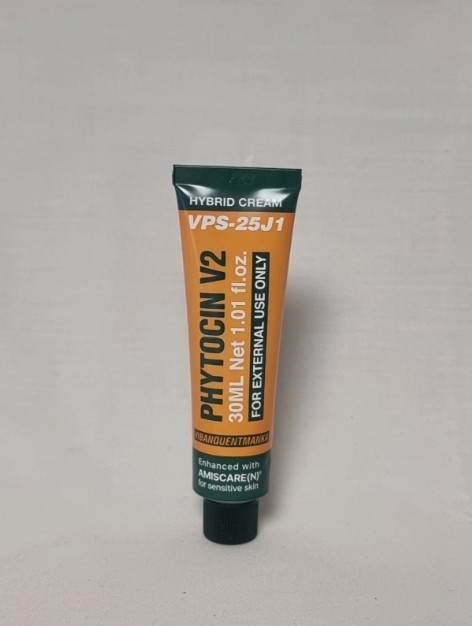 HYBRID CREAM
VPS-25J1
PHYTOCIN V2
30ML Net 1.01 fl.oz.
FOR EXTERNAL USE ONLY
VIBANQUENTMANKA
Enhanced with
AMISCARE(N)®
for sensitive skin